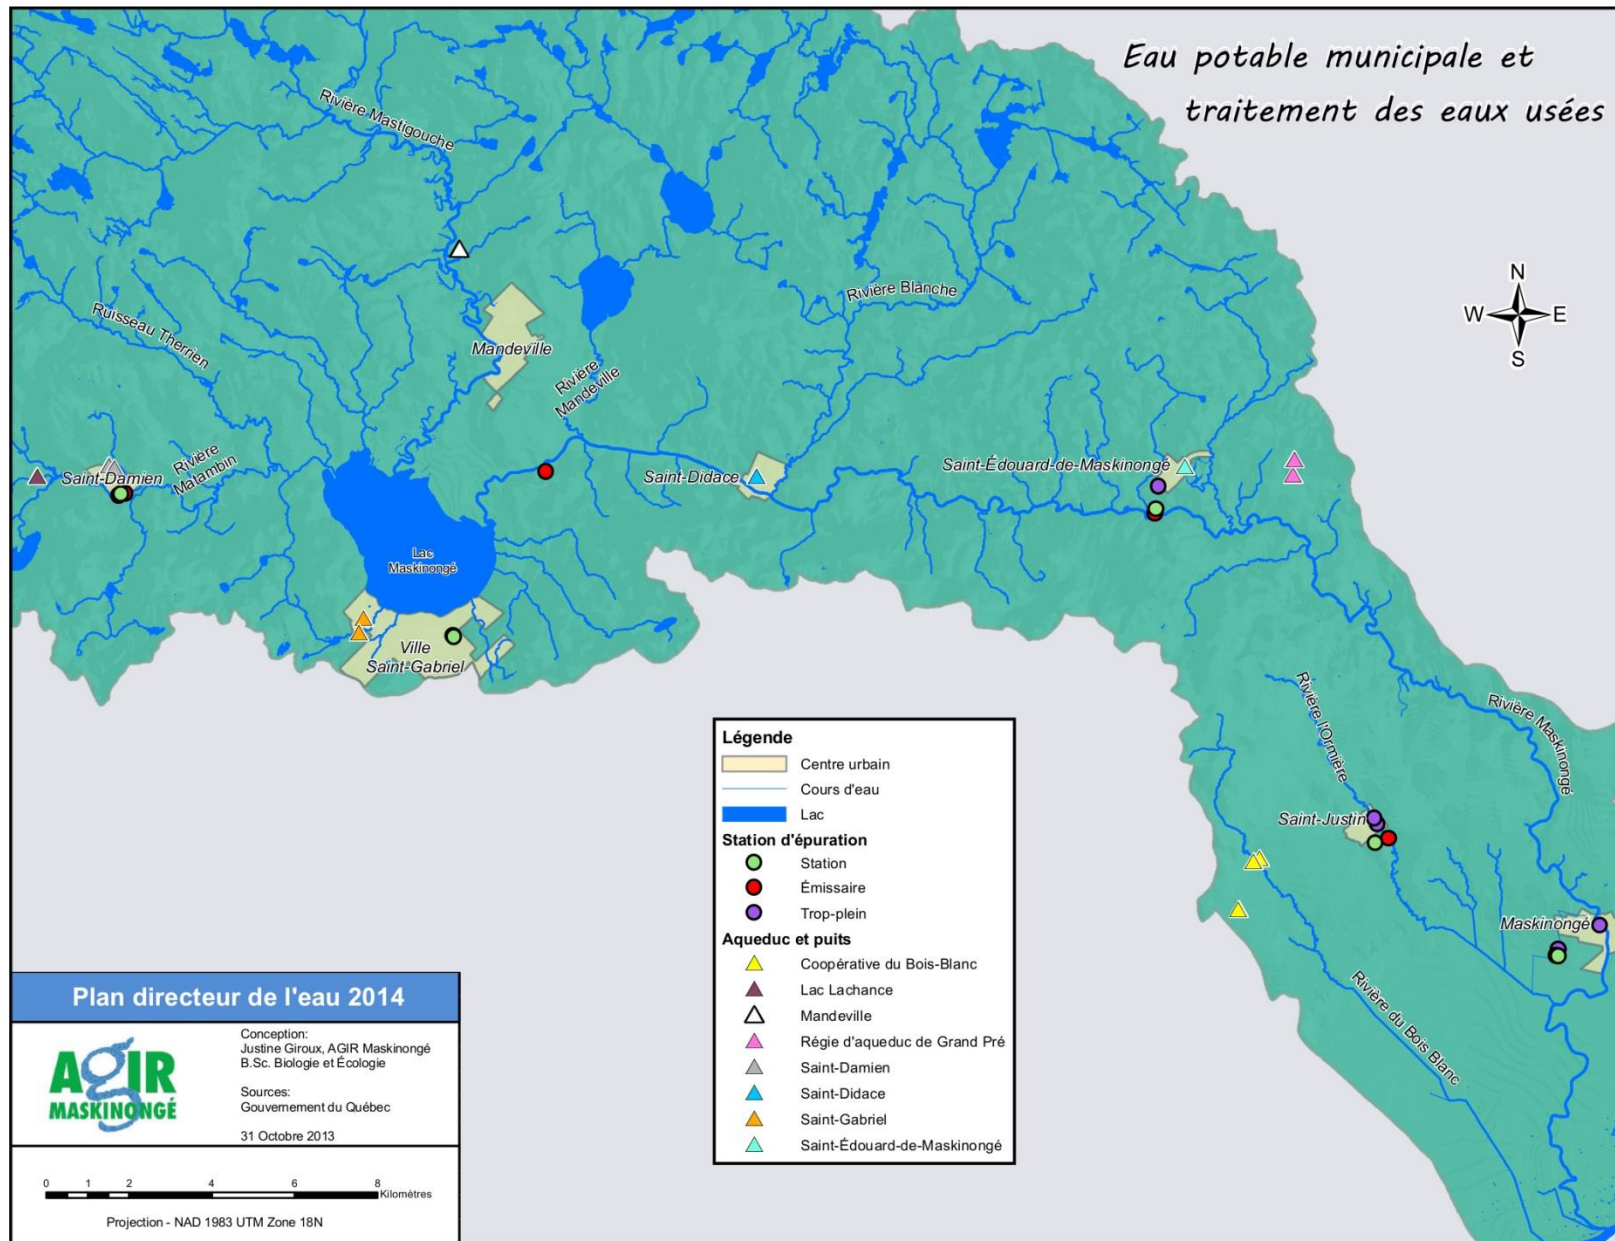 Eau potable municipale et
traitement des eaux usées
Rivière Mastigouche
N
W
E
S
Rivière Blanche
Ruisseau Therrien
Mandeville
Rivière
Mandeville
Rivière
Matambin
Saint-Damien
Saint-Didace
Saint-Édouard-de-Maskinongé
Lac
Maskinongé
Ville
Saint-Gabriel
Rivière l'Ormière
Rivière Maskinongé
Saint-Justin
Maskinongé
Rivière du Bois Blanc
Légende
Centre urbain
Cours d'eau
Lac
Station d'épuration
Station
Émissaire
Trop-plein
Aqueduc et puits
Coopérative du Bois-Blanc
Lac Lachance
Mandeville
Régie d'aqueduc de Grand Pré
Saint-Damien
Saint-Didace
Saint-Gabriel
Saint-Édouard-de-Maskinongé
Plan directeur de l'eau 2014
AGIR
MASKINONGÉ
Conception:
Justine Giroux, AGIR Maskinongé
B.Sc. Biologie et Écologie
Sources:
Gouvernement du Québec
31 Octobre 2013
0 1 2 4 6 8
Kilomètres
Projection - NAD 1983 UTM Zone 18N